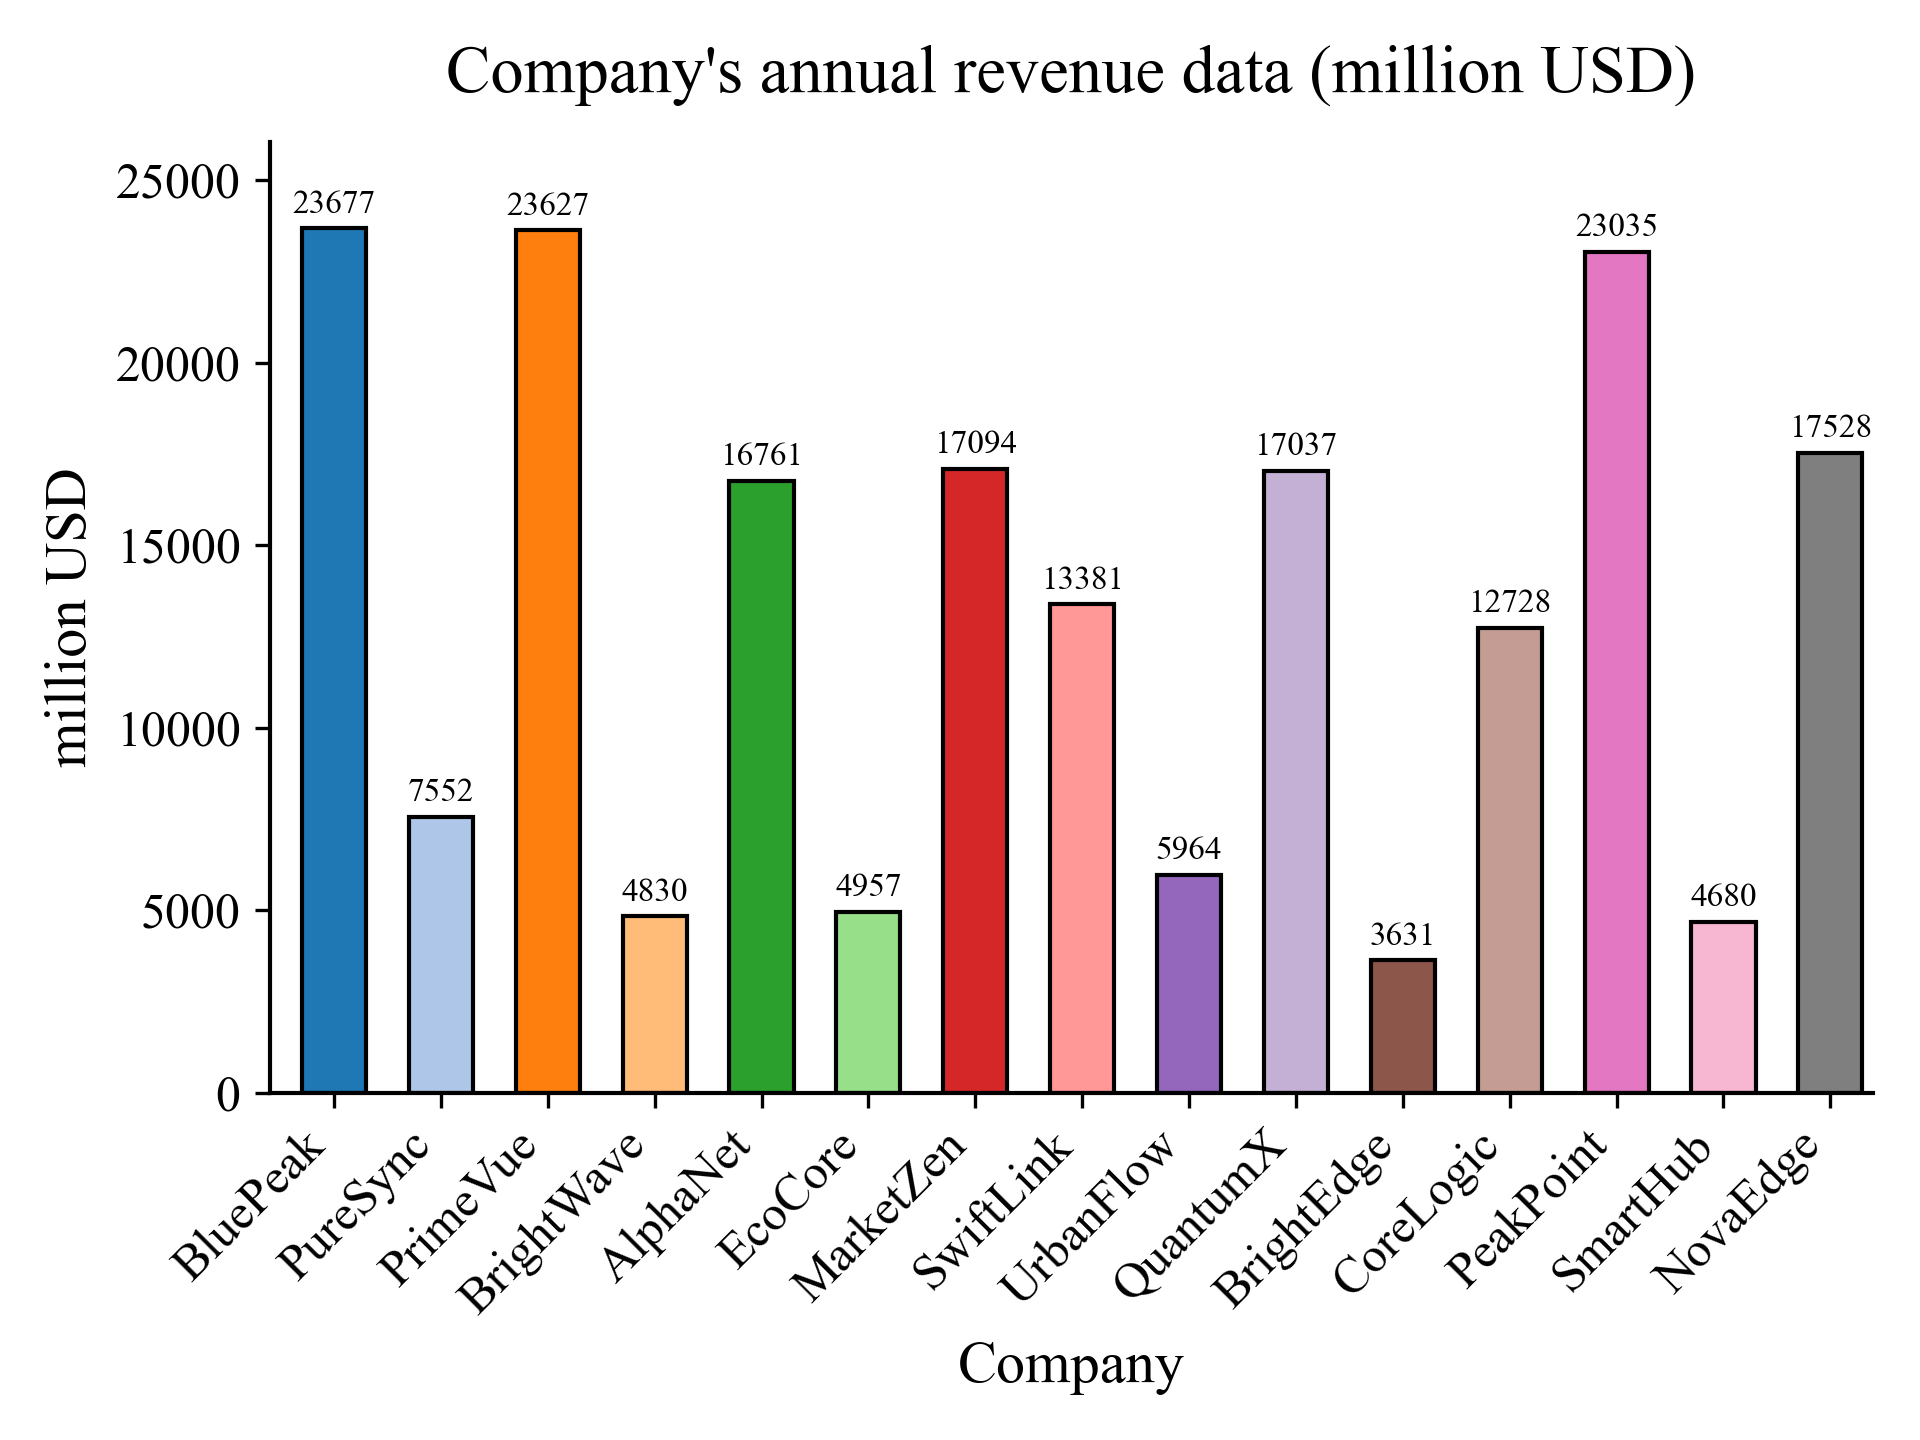 Company's annual revenue data (million USD)
million USD
25000
20000
15000
10000
5000
0
23677
7552
23627
4830
16761
4957
17094
13381
5964
17037
3631
12728
23035
4680
17528
BluePeak
PureSync
PrimeVue
BrightWave
AlphaNet
EcoCore
MarketZen
SwiftLink
UrbanFlow
QuantumX
BrightEdge
CoreLogic
PeakPoint
SmartHub
NovaEdge
Company